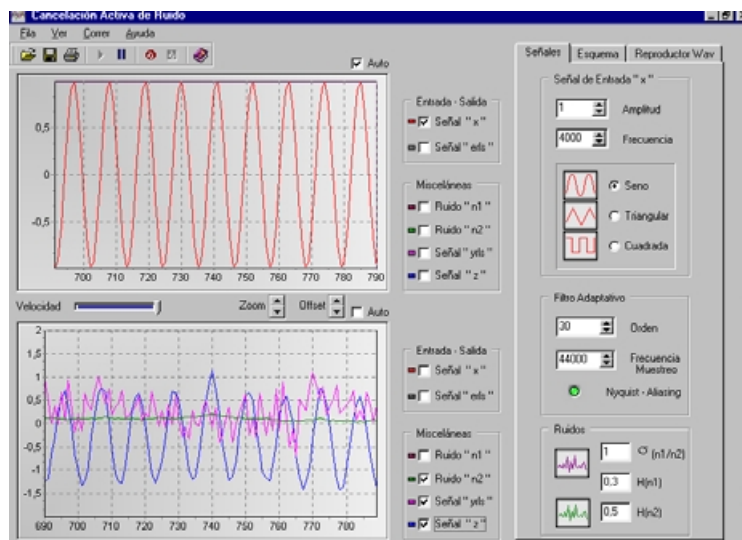 Cancelación Activa de Ruido
Fila Ver Correr Ayuda
Auto
0,5
0
-0,5
700 710 720 730 740 750 760 770 780 790
Entrada - Salida
Señal " x "
Señal " erls "
Misceláneas
Ruido " n1 "
Ruido " n2 "
Señal " yrls "
Señal " z "
Velocidad
Zoom
Offset
Auto
2
1,5
1
0,5
0
-0,5
-1
-1,5
690 700 710 720 730 740 750 760 770 780
Entrada - Salida
Señal " x "
Señal " erls "
Misceláneas
Ruido " n1 "
Ruido " n2 "
Señal " yrls "
Señal " z "
Señales Esquema Reproductor Wav
Señal de Entrada " x "
1 Amplitud
4000 Frecuencia
Seno
Triangular
Cuadrada
Filtro Adaptativo
30 Orden
44000 Frecuencia
Muestreo
Nyquist - Aliasing
Ruidos
1 σ (n1/n2)
0,3 H(n1)
0,5 H(n2)